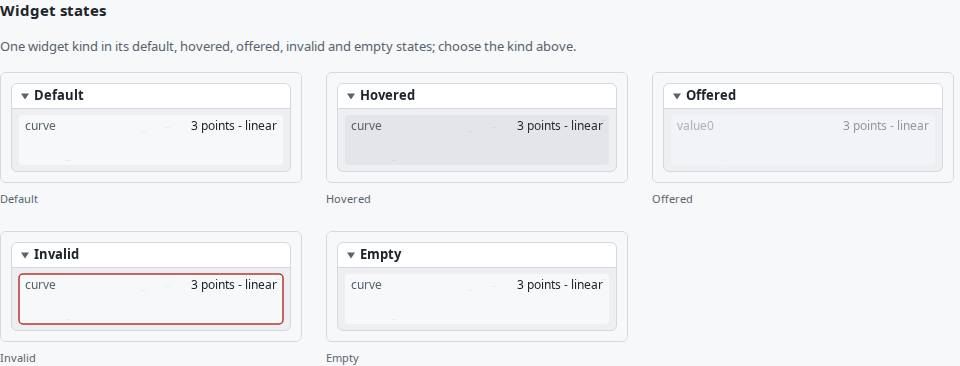 Widget states
One widget kind in its default, hovered, offered, invalid and empty states; choose the kind above.
Default
curve 3 points - linear
Default
Hovered
curve 3 points - linear
Hovered
Offered
value0 3 points - linear
Offered
Invalid
curve 3 points - linear
Invalid
Empty
curve 3 points - linear
Empty